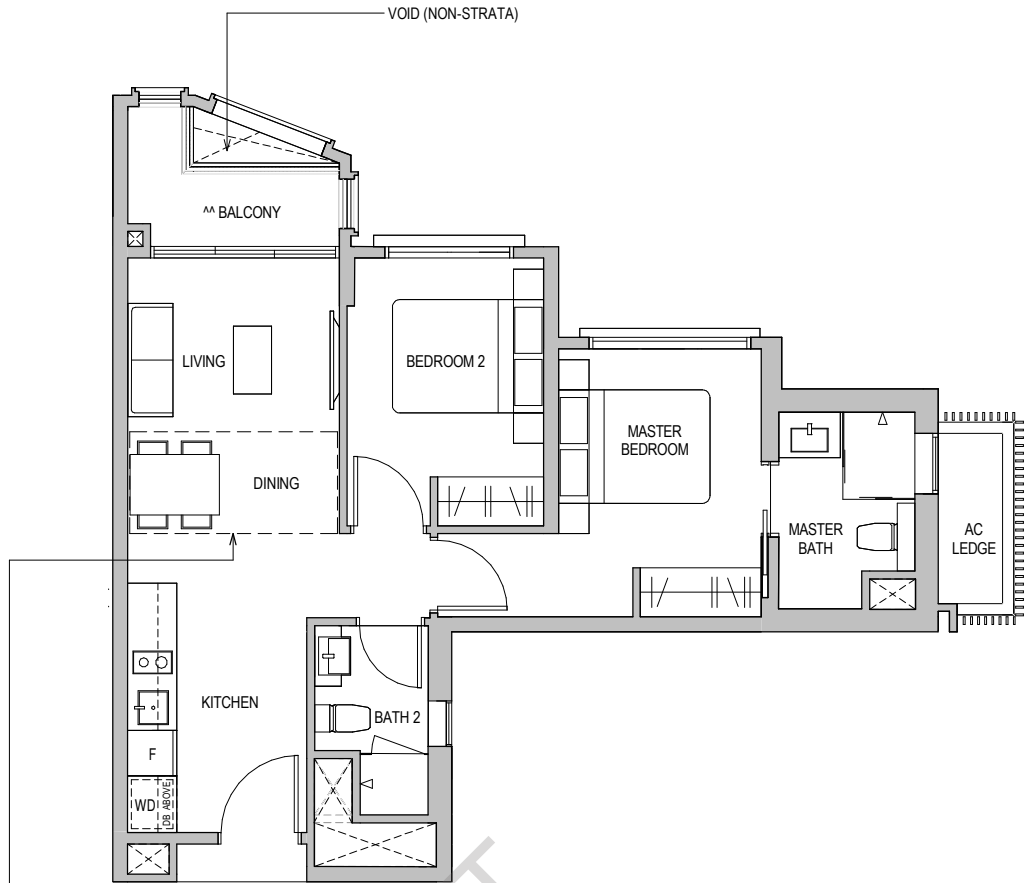 VOID (NON-STRATA)
^^ BALCONY
LIVING
BEDROOM 2
MASTER
BEDROOM
DINING
MASTER
BATH
AC
LEDGE
KITCHEN
BATH 2
F
WD
DB ABOVE